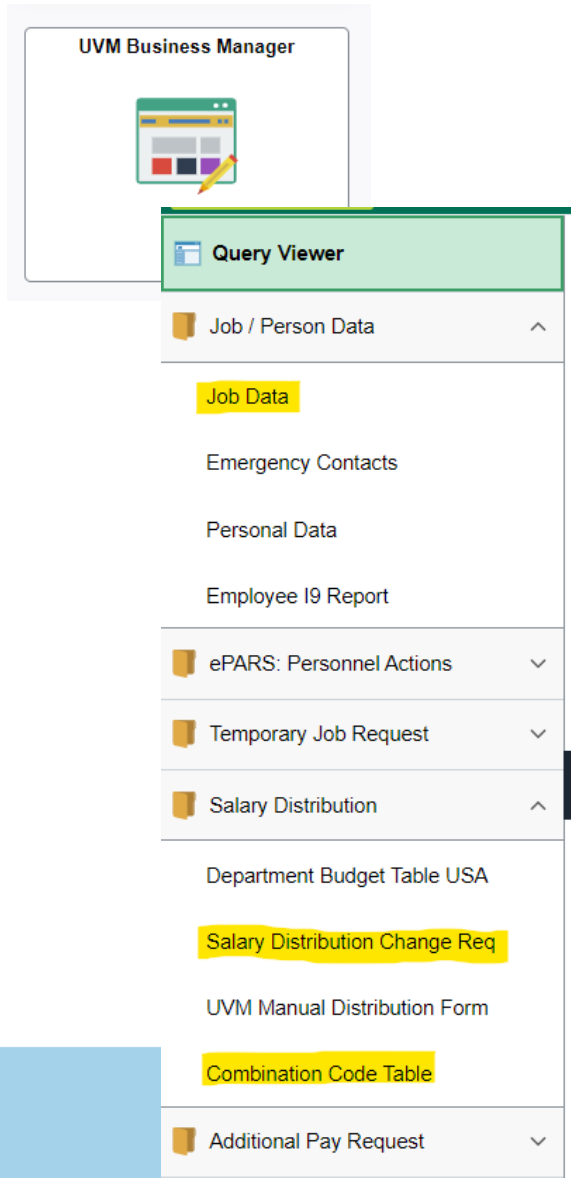 UVM Business Manager
Query Viewer
Job / Person Data
Job Data
Emergency Contacts
Personal Data
Employee I9 Report
ePARS: Personnel Actions
Temporary Job Request
Salary Distribution
Department Budget Table USA
Salary Distribution Change Req
UVM Manual Distribution Form
Combination Code Table
Additional Pay Request